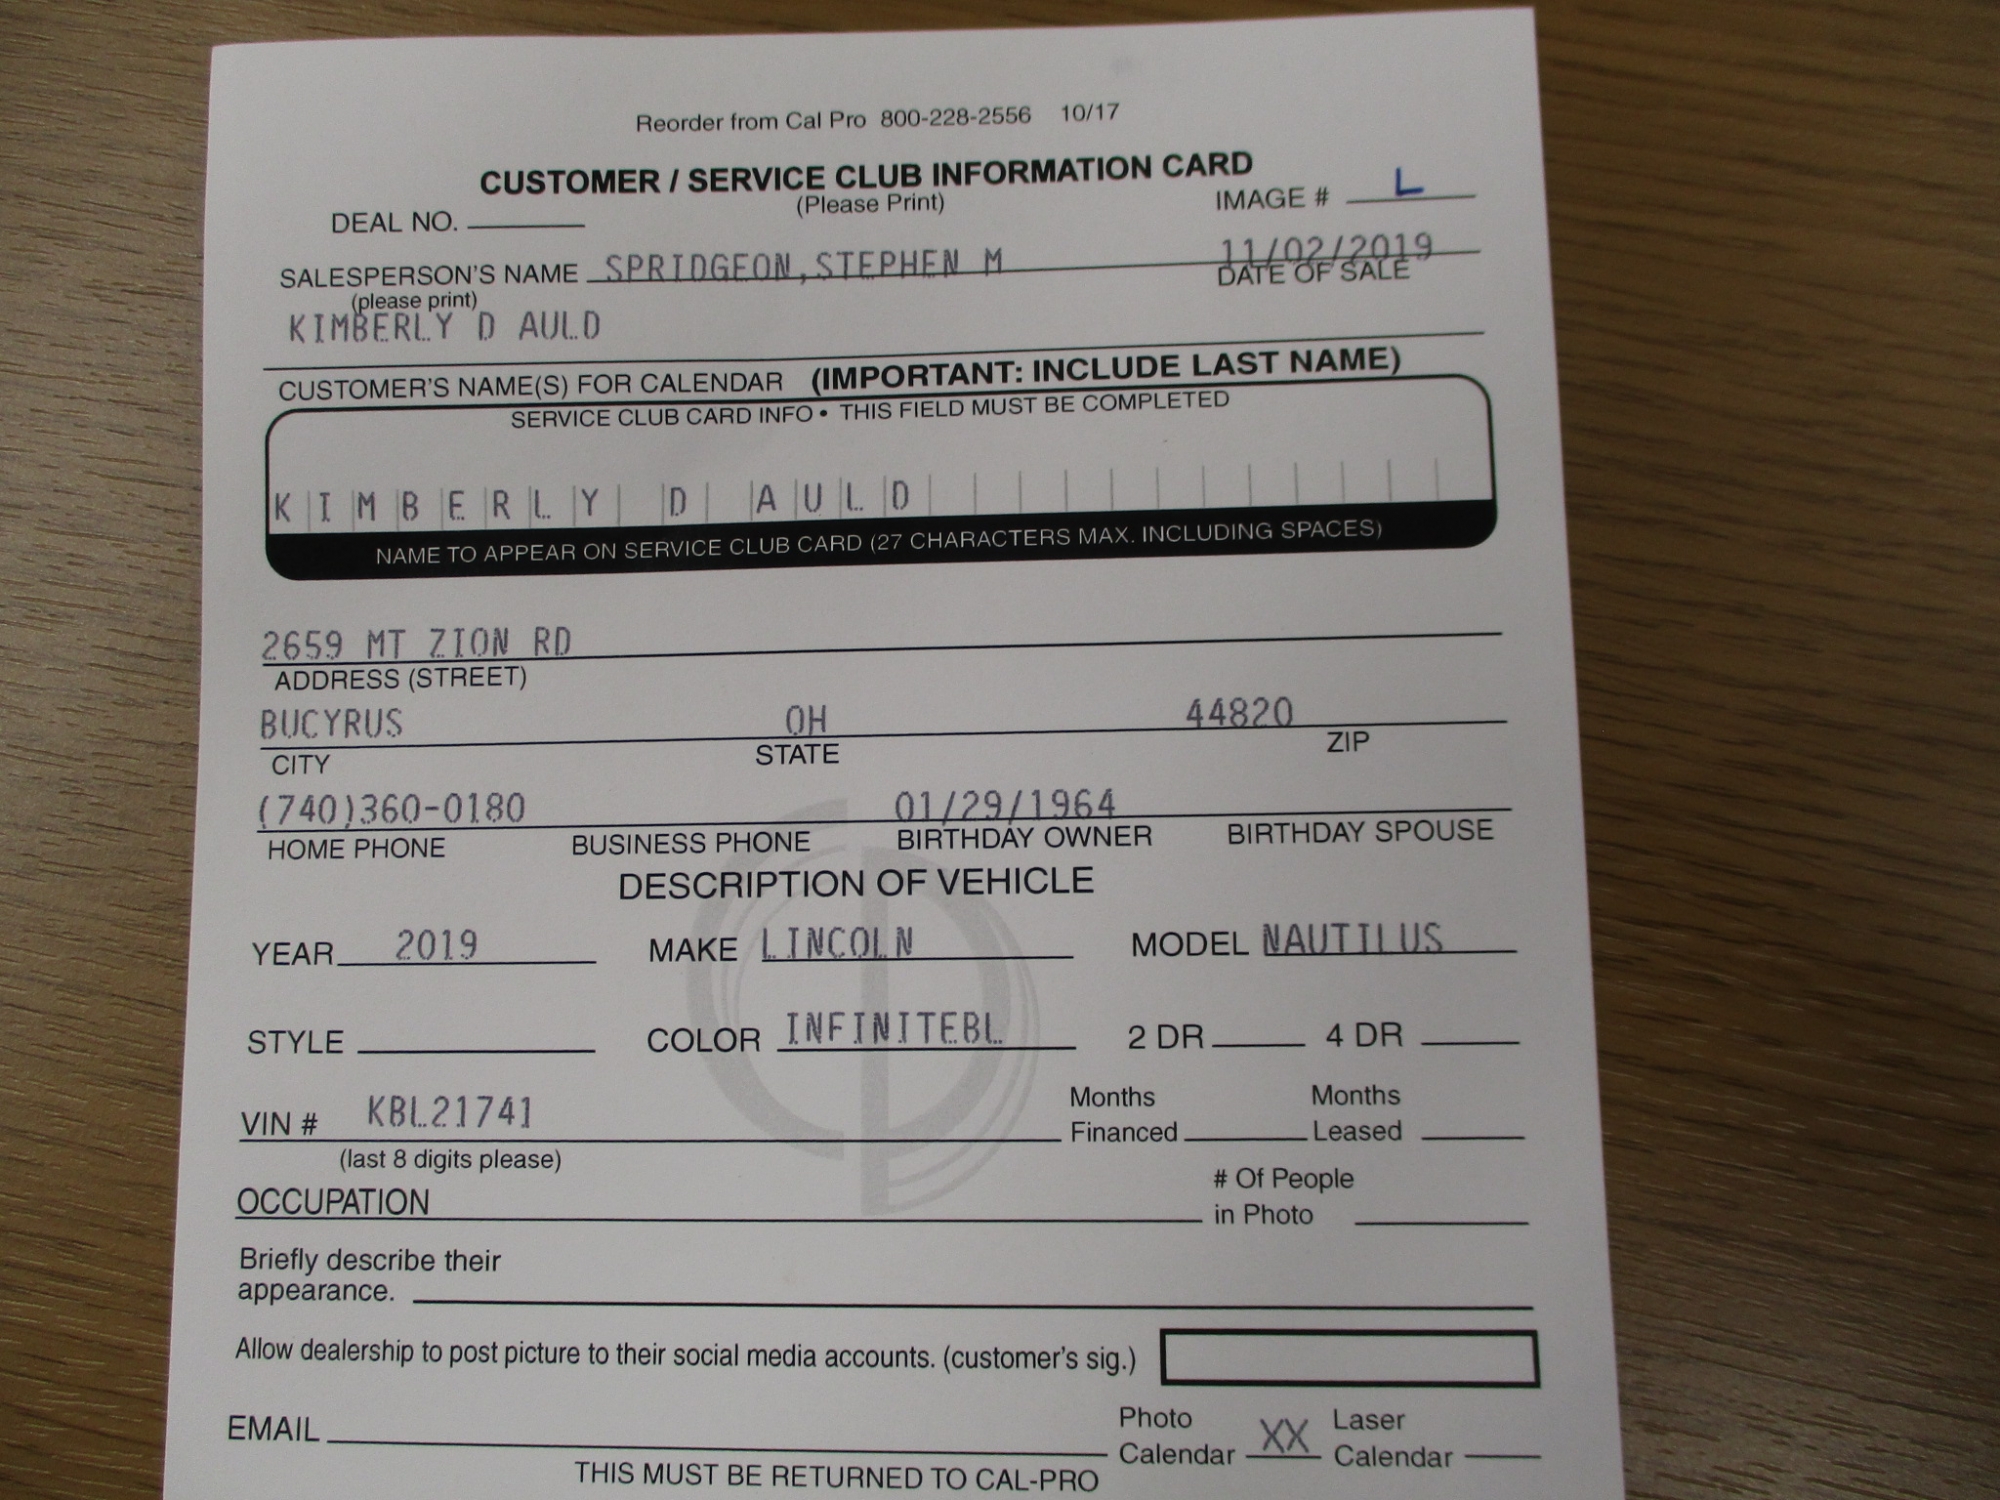 Reorder from Cal Pro 800-228-2556 10/17
CUSTOMER / SERVICE CLUB INFORMATION CARD
(Please Print)
DEAL NO. IMAGE # L
SALESPERSON'S NAME SPRIDGEON,STEPHEN M 11/02/2019
(please print) DATE OF SALE
KIMBERLY D AULD
CUSTOMER'S NAME(S) FOR CALENDAR (IMPORTANT: INCLUDE LAST NAME)
SERVICE CLUB CARD INFO • THIS FIELD MUST BE COMPLETED
KIMBERLY D AULD
NAME TO APPEAR ON SERVICE CLUB CARD (27 CHARACTERS MAX. INCLUDING SPACES)
2659 MT ZION RD
ADDRESS (STREET)
BUCYRUS OH 44820
CITY STATE ZIP
(740)360-0180 01/29/1964
HOME PHONE BUSINESS PHONE BIRTHDAY OWNER BIRTHDAY SPOUSE
DESCRIPTION OF VEHICLE
YEAR 2019 MAKE LINCOLN MODEL NAUTILUS
STYLE COLOR INFINITEBL 2 DR 4 DR
VIN # KBL21741 Months Financed Months Leased
(last 8 digits please)
OCCUPATION # Of People in Photo
Briefly describe their
appearance.
Allow dealership to post picture to their social media accounts. (customer's sig.)
EMAIL Photo Calendar XX Laser Calendar
THIS MUST BE RETURNED TO CAL-PRO